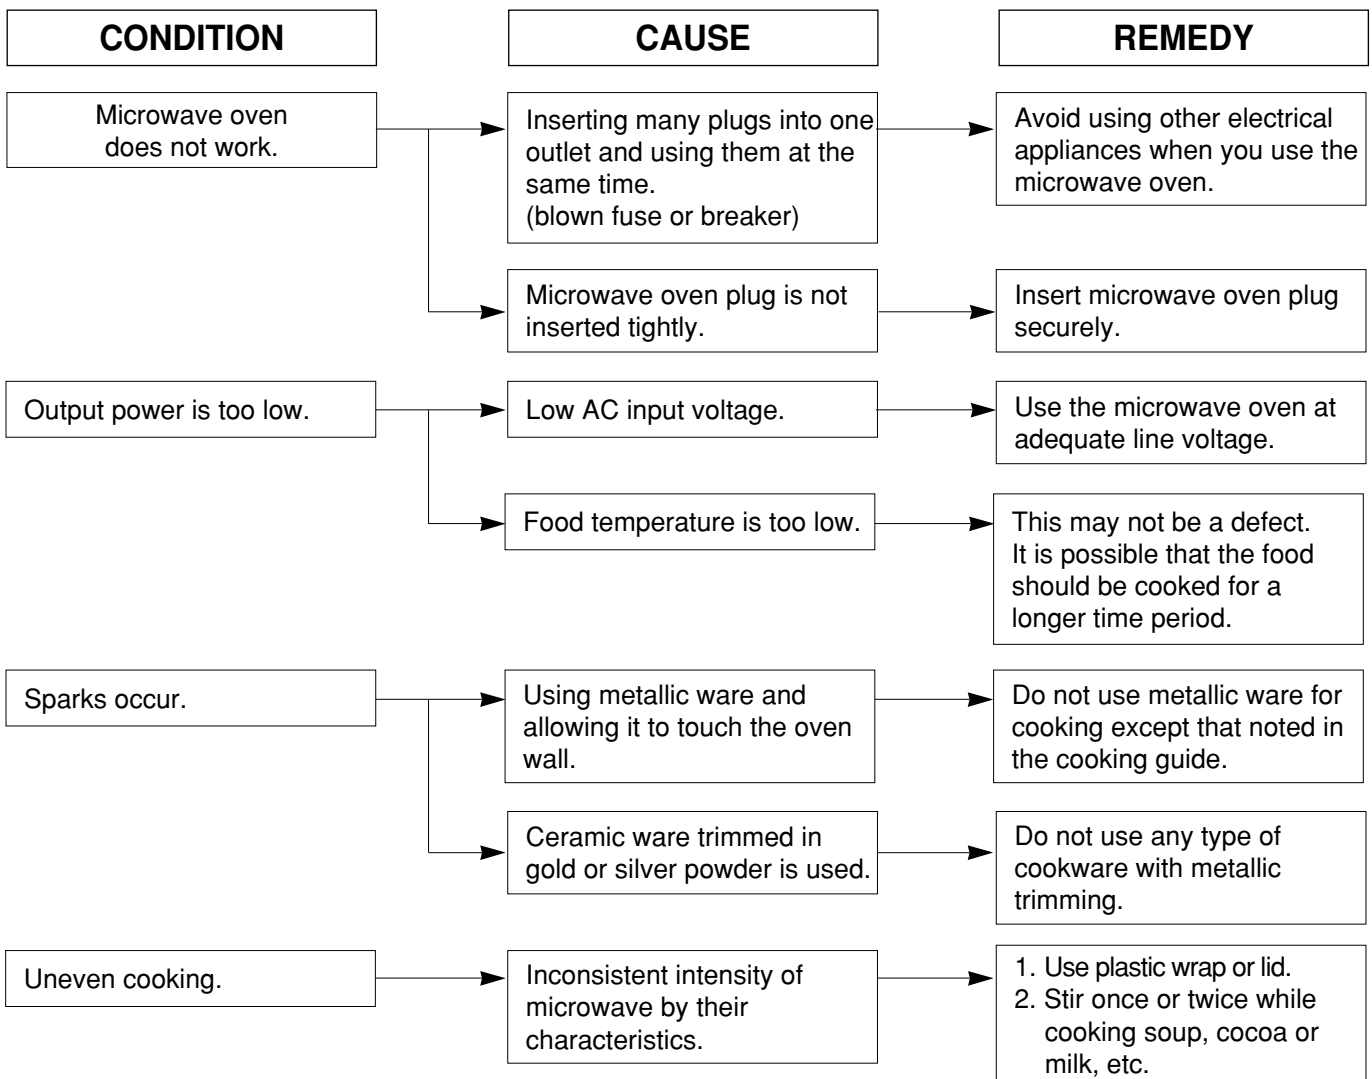 CONDITION
CAUSE
REMEDY
Microwave oven
does not work.
Inserting many plugs into one
outlet and using them at the
same time.
(blown fuse or breaker)
Avoid using other electrical
appliances when you use the
microwave oven.
Microwave oven plug is not
inserted tightly.
Insert microwave oven plug
securely.
Output power is too low.
Low AC input voltage.
Use the microwave oven at
adequate line voltage.
Food temperature is too low.
This may not be a defect.
It is possible that the food
should be cooked for a
longer time period.
Sparks occur.
Using metallic ware and
allowing it to touch the oven
wall.
Do not use metallic ware for
cooking except that noted in
the cooking guide.
Ceramic ware trimmed in
gold or silver powder is used.
Do not use any type of
cookware with metallic
trimming.
Uneven cooking.
Inconsistent intensity of
microwave by their
characteristics.
1. Use plastic wrap or lid.
2. Stir once or twice while
cooking soup, cocoa or
milk, etc.